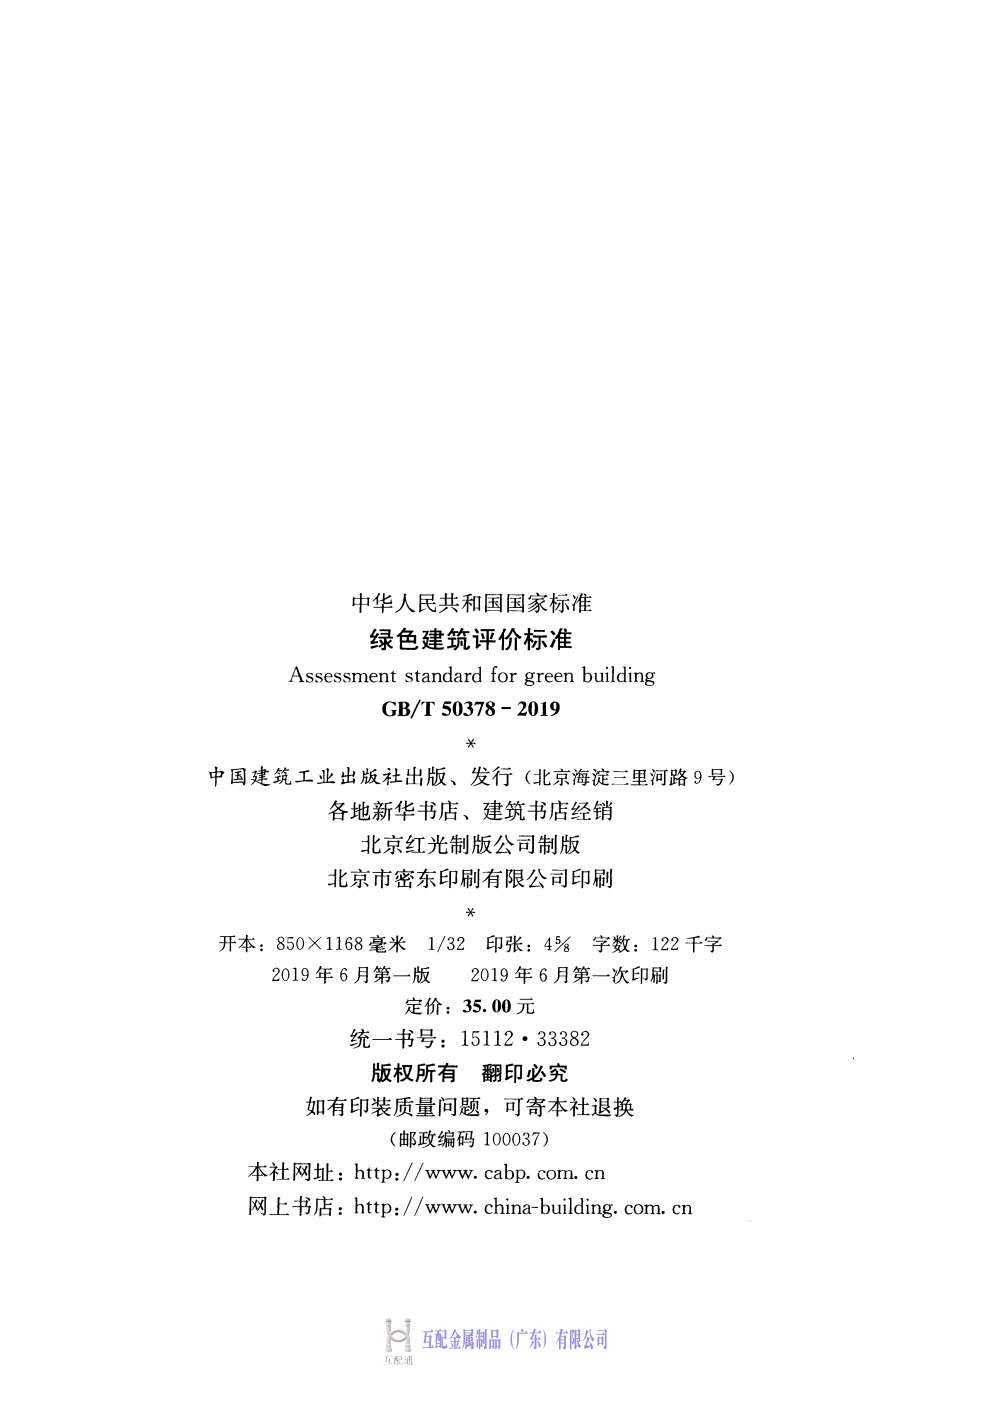 中华人民共和国国家标准
绿色建筑评价标准
Assessment standard for green building
GB/T 50378－2019
*
中国建筑工业出版社出版、发行（北京海淀三里河路 9 号）
各地新华书店、建筑书店经销
北京红光制版公司制版
北京市密东印刷有限公司印刷
*
开本：850×1168 毫米 1/32 印张：4⅝ 字数：122 千字
2019 年 6 月第一版 2019 年 6 月第一次印刷
定价：35.00 元
统一书号：15112·33382
版权所有 翻印必究
如有印装质量问题，可寄本社退换
（邮政编码 100037）
本社网址：http://www.cabp.com.cn
网上书店：http://www.china-building.com.cn
互配金属制品（广东）有限公司
互配通